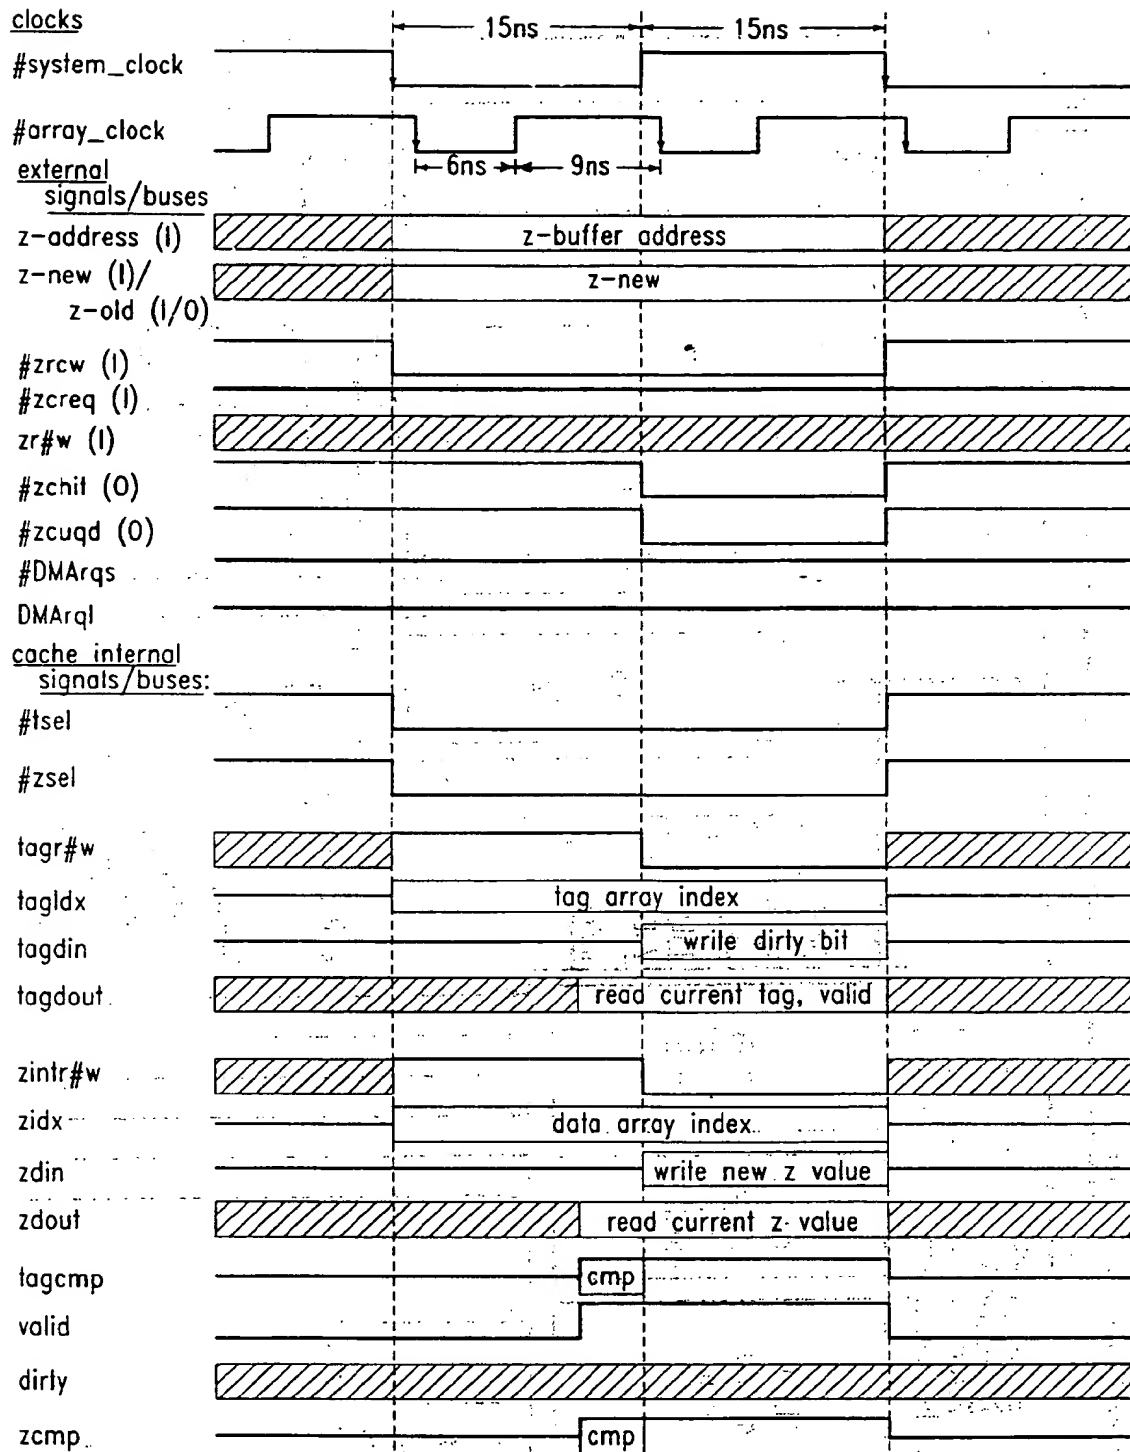 clocks
15ns 15ns
#system_clock
#array_clock
6ns 9ns
external
signals/buses
z-address (I) z-buffer address
z-new (I)/ z-new
z-old (I/O)
#zrcw (I)
#zcreq (I)
zr#w (I)
#zchit (O)
#zcuqd (O)
#DMArqs
DMArql
cache internal
signals/buses:
#tsel
#zsel
tagr#w
tagIdx tag array index
tagdin write dirty bit
tagdout read current tag, valid
zintr#w
zidx data array index
zdin write new z value
zdout read current z value
tagcmp cmp
valid
dirty
zcmp cmp